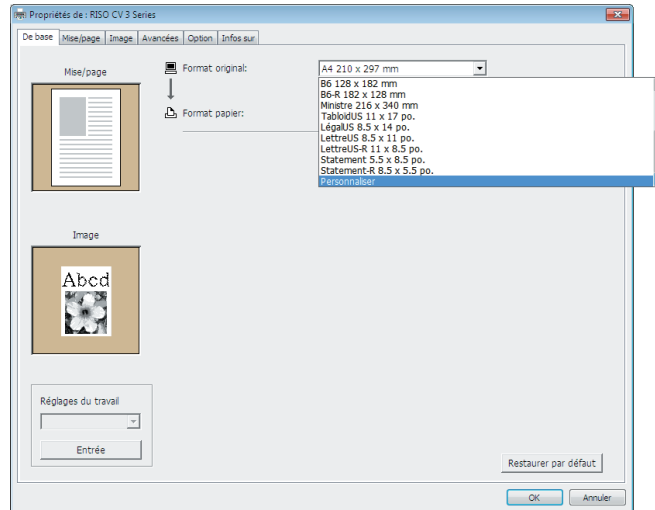 Propriétés de : RISO CV 3 Series
De base Mise/page Image Avancées Option Infos sur
Mise/page
Format original:
A4 210 x 297 mm
B6 128 x 182 mm
B6-R 182 x 128 mm
Ministre 216 x 340 mm
TabloidUS 11 x 17 po.
LégalUS 8.5 x 14 po.
LettreUS 8.5 x 11 po.
LettreUS-R 11 x 8.5 po.
Statement 5.5 x 8.5 po.
Statement-R 8.5 x 5.5 po.
Personnaliser
Format papier:
Image
Abcd
Réglages du travail
Entrée
Restaurer par défaut
OK Annuler